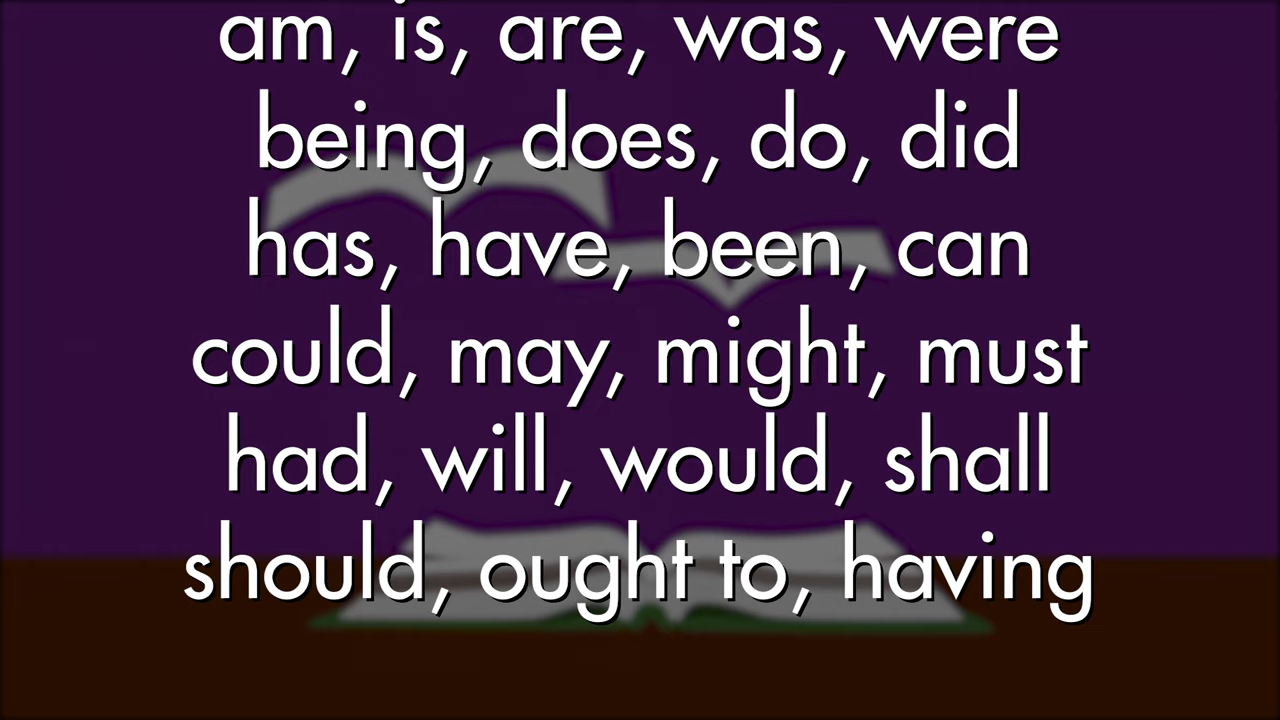 am, is, are, was, were
being, does, do, did
has, have, been, can
could, may, might, must
had, will, would, shall
should, ought to, having